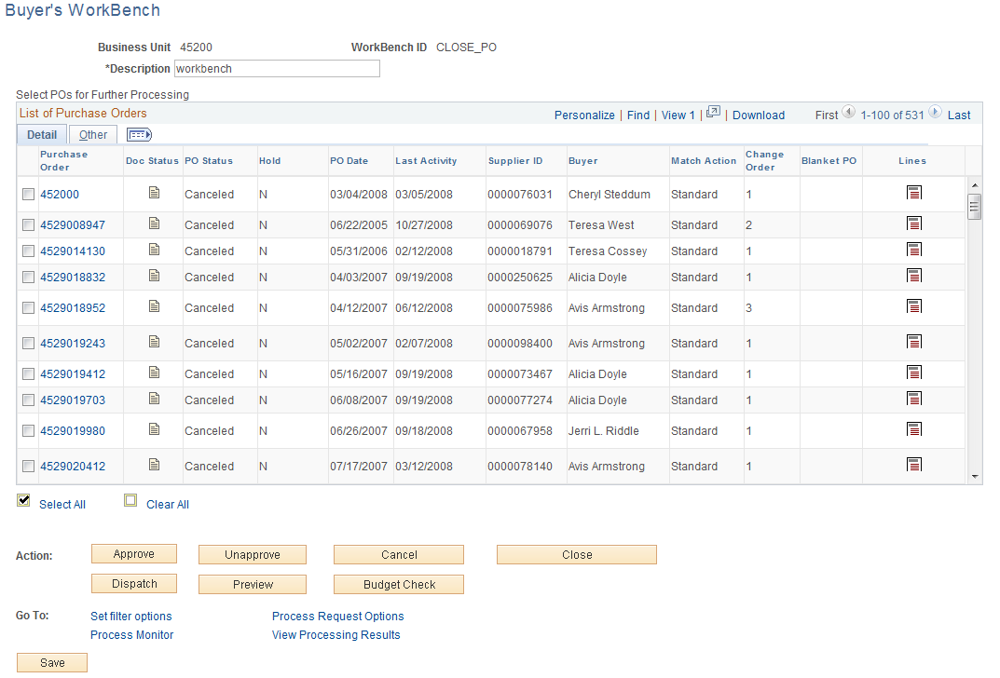 Buyer's WorkBench
Business Unit 45200 WorkBench ID CLOSE_PO
*Description workbench
Select POs for Further Processing
List of Purchase Orders Personalize | Find | View 1 | | Download First 1-100 of 531 Last
Detail Other
Purchase Order Doc Status PO Status Hold PO Date Last Activity Supplier ID Buyer Match Action Change Order Blanket PO Lines
452000 Canceled N 03/04/2008 03/05/2008 0000076031 Cheryl Steddum Standard 1
4529008947 Canceled N 06/22/2005 10/27/2008 0000069076 Teresa West Standard 2
4529014130 Canceled N 05/31/2006 02/12/2008 0000018791 Teresa Cossey Standard 1
4529018832 Canceled N 04/03/2007 09/19/2008 0000250625 Alicia Doyle Standard 1
4529018952 Canceled N 04/12/2007 06/12/2008 0000075986 Avis Armstrong Standard 3
4529019243 Canceled N 05/02/2007 02/07/2008 0000098400 Avis Armstrong Standard 1
4529019412 Canceled N 05/16/2007 09/19/2008 0000073467 Alicia Doyle Standard 1
4529019703 Canceled N 06/08/2007 09/19/2008 0000077274 Alicia Doyle Standard 1
4529019980 Canceled N 06/26/2007 09/18/2008 0000067958 Jerri L. Riddle Standard 1
4529020412 Canceled N 07/17/2007 03/12/2008 0000078140 Avis Armstrong Standard 1
Select All Clear All
Action: Approve Unapprove Cancel Close
Dispatch Preview Budget Check
Go To: Set filter options Process Request Options
Process Monitor View Processing Results
Save